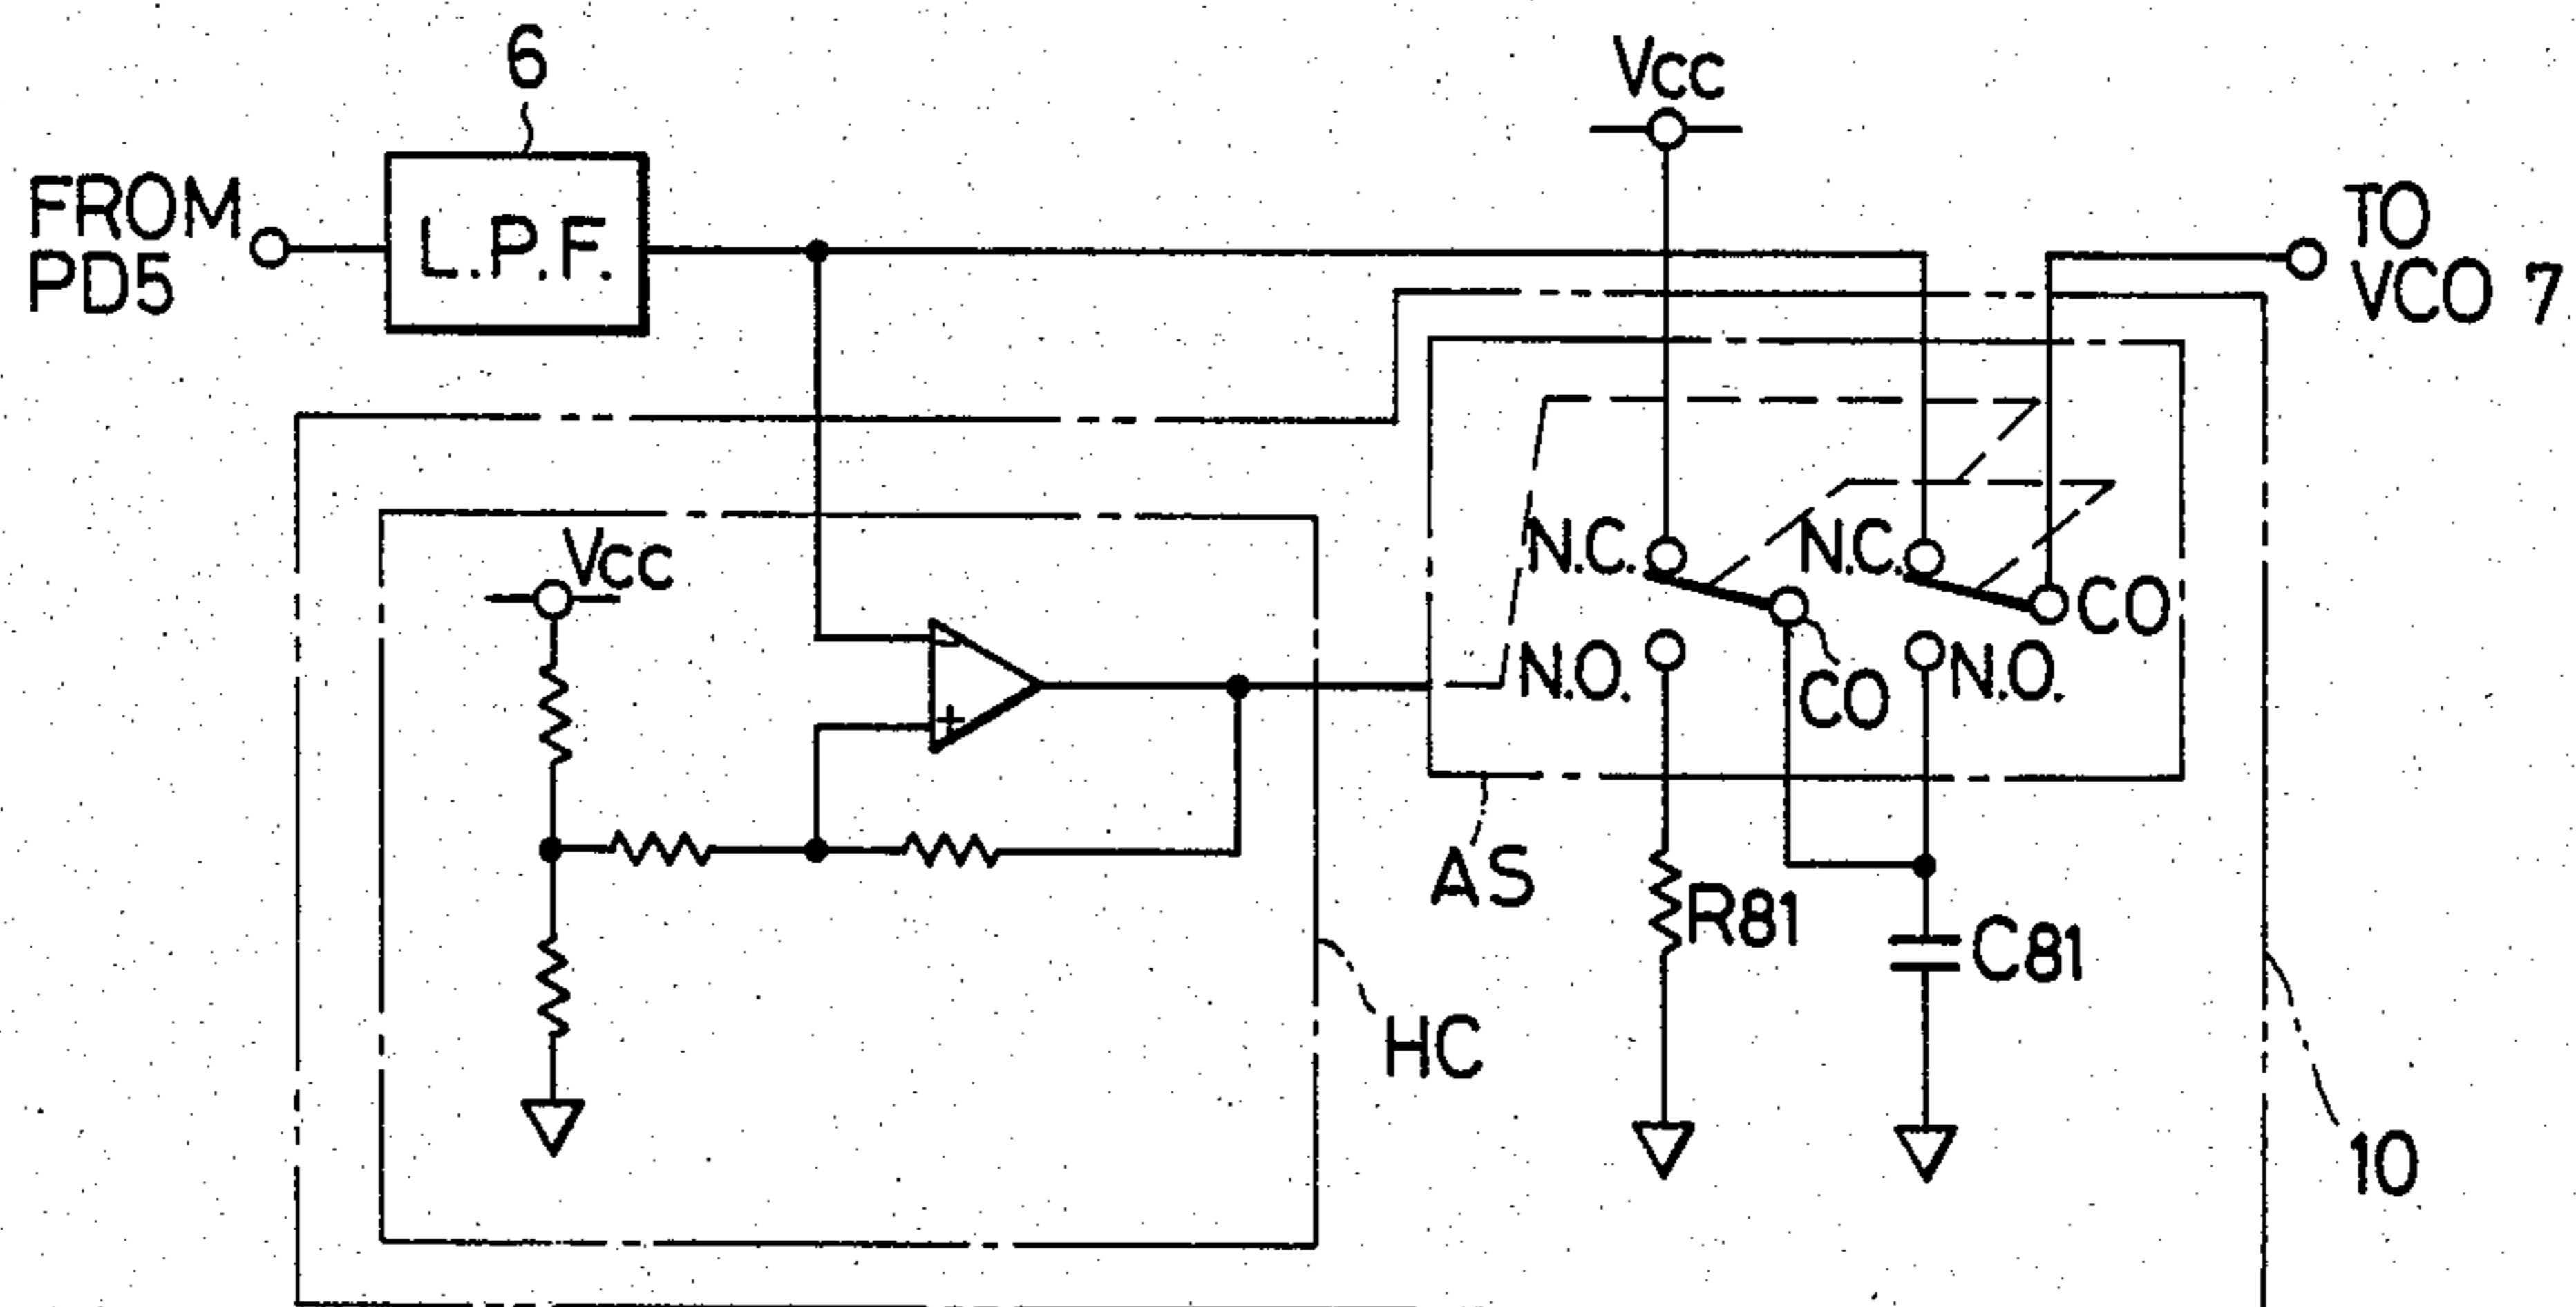 6
Vcc
FROM
PD5
L.P.F.
TO
VCO 7
Vcc
N.C.
N.C.
CO
N.O.
CO
N.O.
-
+
AS
R81
C81
HC
10